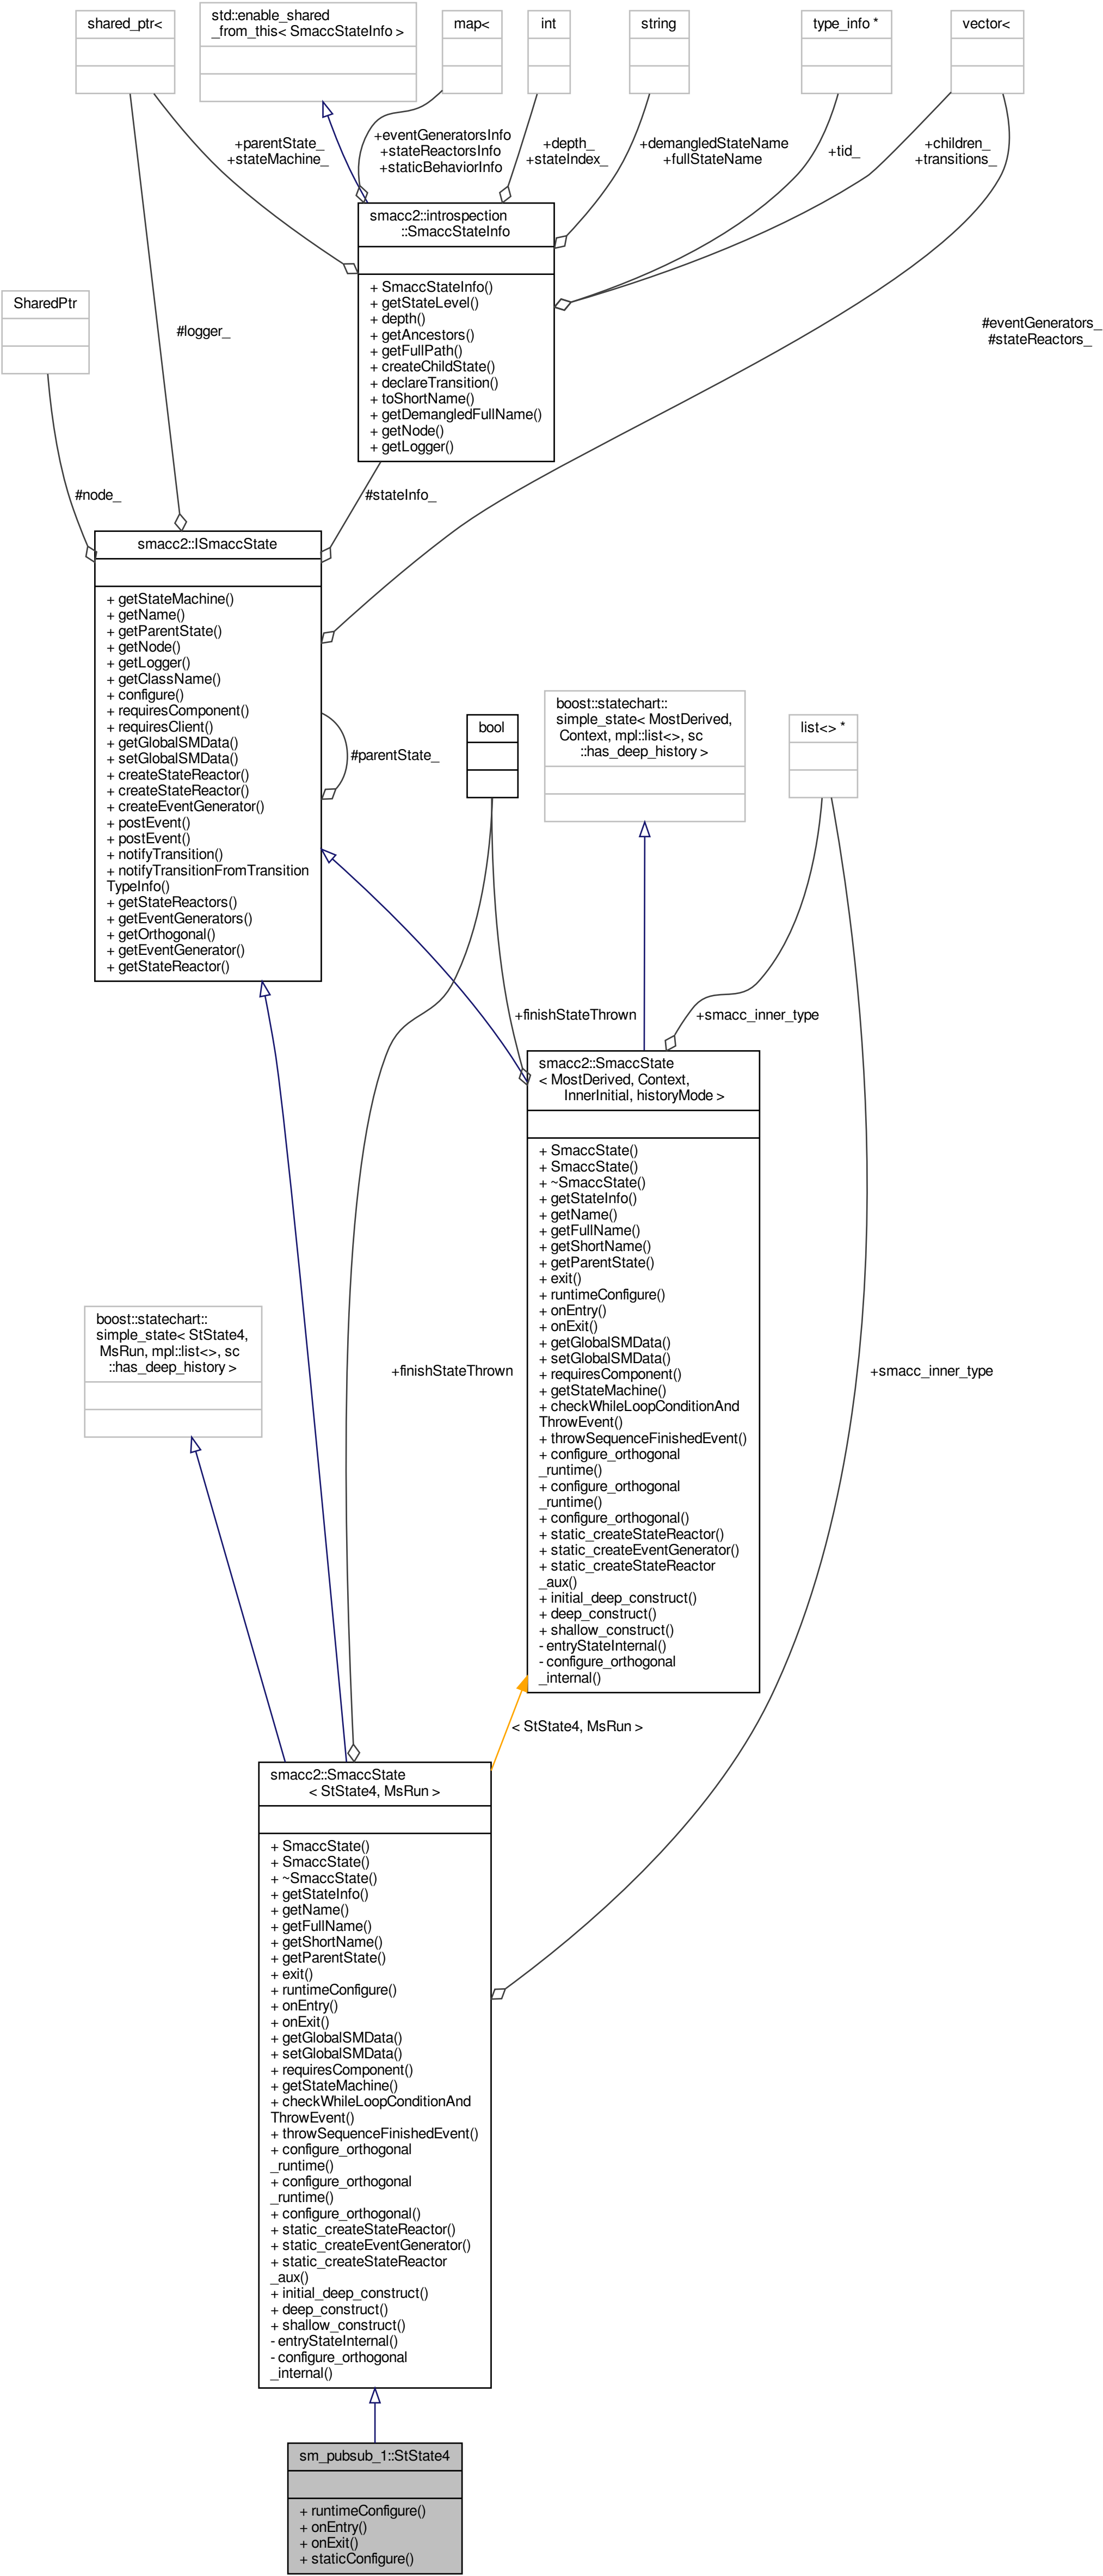 shared_ptr<
std::enable_shared
_from_this< SmaccStateInfo >
map<
int
string
type_info *
vector<
+parentState_
+stateMachine_
+eventGeneratorsInfo
+stateReactorsInfo
+staticBehaviorInfo
+depth_
+stateIndex_
+demangledStateName
+fullStateName
+tid_
+children_
+transitions_
smacc2::introspection
::SmaccStateInfo
+ SmaccStateInfo()
+ getStateLevel()
+ depth()
+ getAncestors()
+ getFullPath()
+ createChildState()
+ declareTransition()
+ toShortName()
+ getDemangledFullName()
+ getNode()
+ getLogger()
SharedPtr
#logger_
#eventGenerators_
#stateReactors_
#node_
#stateInfo_
smacc2::ISmaccState
+ getStateMachine()
+ getName()
+ getParentState()
+ getNode()
+ getLogger()
+ getClassName()
+ configure()
+ requiresComponent()
+ requiresClient()
+ getGlobalSMData()
+ setGlobalSMData()
+ createStateReactor()
+ createStateReactor()
+ createEventGenerator()
+ postEvent()
+ postEvent()
+ notifyTransition()
+ notifyTransitionFromTransition
TypeInfo()
+ getStateReactors()
+ getEventGenerators()
+ getOrthogonal()
+ getEventGenerator()
+ getStateReactor()
#parentState_
bool
boost::statechart::
simple_state< MostDerived,
Context, mpl::list<>, sc
::has_deep_history >
list<> *
+finishStateThrown
+smacc_inner_type
smacc2::SmaccState
< MostDerived, Context,
InnerInitial, historyMode >
+ SmaccState()
+ SmaccState()
+ ~SmaccState()
+ getStateInfo()
+ getName()
+ getFullName()
+ getShortName()
+ getParentState()
+ exit()
+ runtimeConfigure()
+ onEntry()
+ onExit()
+ getGlobalSMData()
+ setGlobalSMData()
+ requiresComponent()
+ getStateMachine()
+ checkWhileLoopConditionAnd
ThrowEvent()
+ throwSequenceFinishedEvent()
+ configure_orthogonal
_runtime()
+ configure_orthogonal
_runtime()
+ configure_orthogonal()
+ static_createStateReactor()
+ static_createEventGenerator()
+ static_createStateReactor
_aux()
+ initial_deep_construct()
+ deep_construct()
+ shallow_construct()
- entryStateInternal()
- configure_orthogonal
_internal()
boost::statechart::
simple_state< StState4,
MsRun, mpl::list<>, sc
::has_deep_history >
+finishStateThrown
+smacc_inner_type
< StState4, MsRun >
smacc2::SmaccState
< StState4, MsRun >
+ SmaccState()
+ SmaccState()
+ ~SmaccState()
+ getStateInfo()
+ getName()
+ getFullName()
+ getShortName()
+ getParentState()
+ exit()
+ runtimeConfigure()
+ onEntry()
+ onExit()
+ getGlobalSMData()
+ setGlobalSMData()
+ requiresComponent()
+ getStateMachine()
+ checkWhileLoopConditionAnd
ThrowEvent()
+ throwSequenceFinishedEvent()
+ configure_orthogonal
_runtime()
+ configure_orthogonal
_runtime()
+ configure_orthogonal()
+ static_createStateReactor()
+ static_createEventGenerator()
+ static_createStateReactor
_aux()
+ initial_deep_construct()
+ deep_construct()
+ shallow_construct()
- entryStateInternal()
- configure_orthogonal
_internal()
sm_pubsub_1::StState4
+ runtimeConfigure()
+ onEntry()
+ onExit()
+ staticConfigure()